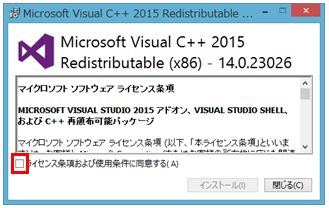 Microsoft Visual C++ 2015 Redistributable ...
Microsoft Visual C++ 2015
Redistributable (x86) - 14.0.23026
マイクロソフト ソフトウェア ライセンス条項
MICROSOFT VISUAL STUDIO 2015 アドオン、VISUAL STUDIO SHELL、
および C++ 再頒布可能パッケージ
マイクロソフト ソフトウェア ライセンス条項 (以下、「本ライセンス条項」といいま
ライセンス条項および使用条件に同意する(A)
インストール(I)
閉じる(C)